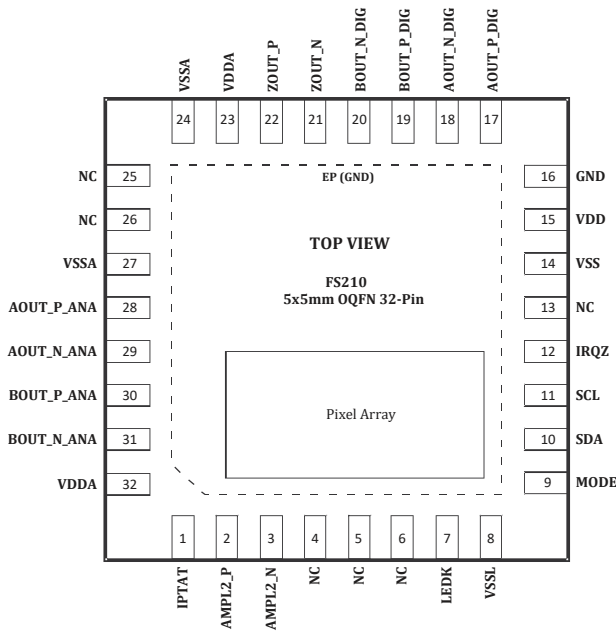 VSSA
VDDA
ZOUT_P
ZOUT_N
BOUT_N_DIG
BOUT_P_DIG
AOUT_N_DIG
AOUT_P_DIG
24
23
22
21
20
19
18
17
NC 25
NC 26
VSSA 27
AOUT_P_ANA 28
AOUT_N_ANA 29
BOUT_P_ANA 30
BOUT_N_ANA 31
VDDA 32
EP (GND)
TOP VIEW
FS210
5x5mm OQFN 32-Pin
Pixel Array
16 GND
15 VDD
14 VSS
13 NC
12 IRQZ
11 SCL
10 SDA
9 MODE
1
2
3
4
5
6
7
8
IPTAT
AMPL2_P
AMPL2_N
NC
NC
NC
LEDK
VSSL